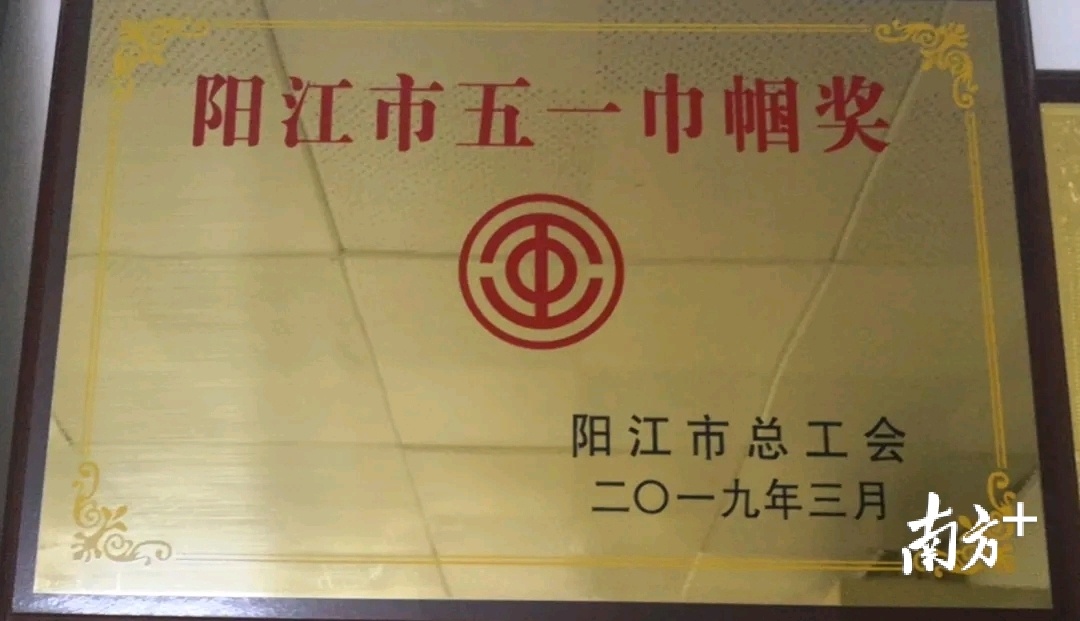 阳江市五一巾帼奖
阳江市总工会
二〇一九年三月
南方+